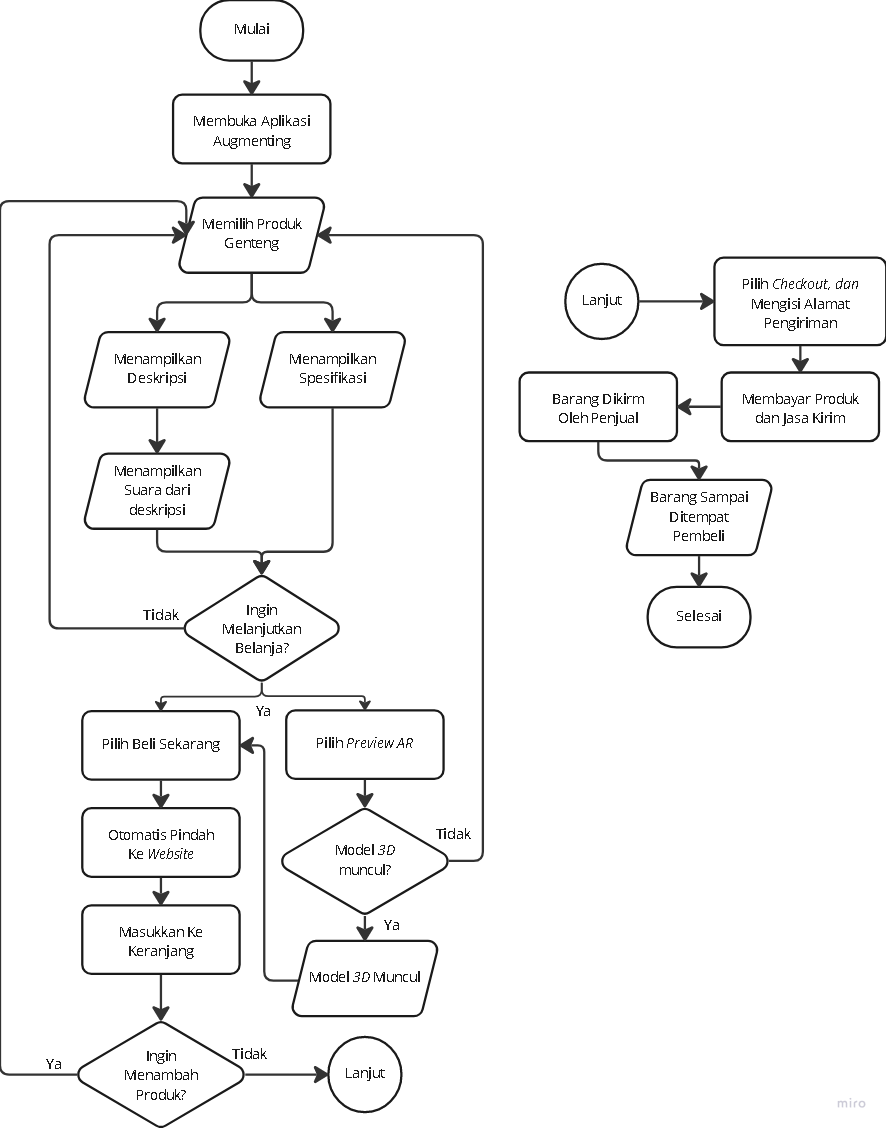 Mulai
Membuka Aplikasi
Augmenting
Memilih Produk
Genteng
Menampilkan
Deskripsi
Menampilkan
Spesifikasi
Menampilkan
Suara dari
deskripsi
Ingin
Melanjutkan
Belanja?
Tidak
Ya
Pilih Beli Sekarang
Pilih Preview AR
Otomatis Pindah
Ke Website
Model 3D
muncul?
Tidak
Ya
Masukkan Ke
Keranjang
Model 3D Muncul
Ingin
Menambah
Produk?
Ya
Tidak
Lanjut
Lanjut
Pilih Checkout, dan
Mengisi Alamat
Pengiriman
Membayar Produk
dan Jasa Kirim
Barang Dikirm
Oleh Penjual
Barang Sampai
Ditempat
Pembeli
Selesai
miro